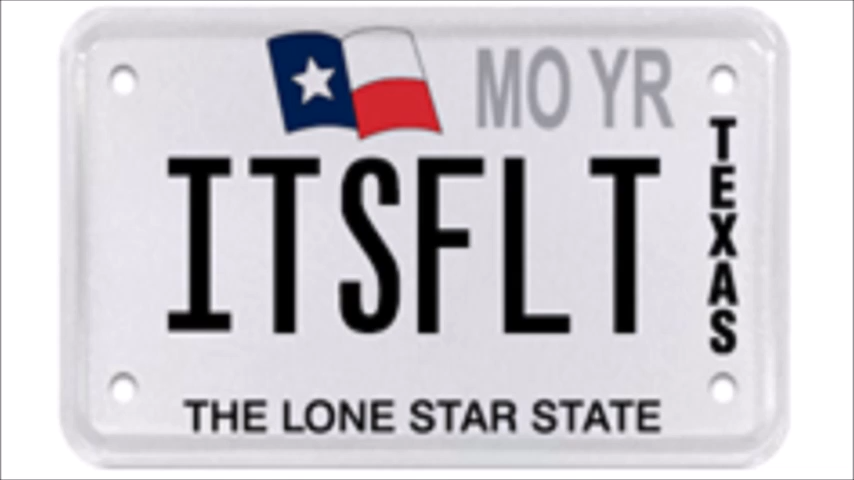 MO YR
ITSFLT
TEXAS
THE LONE STAR STATE